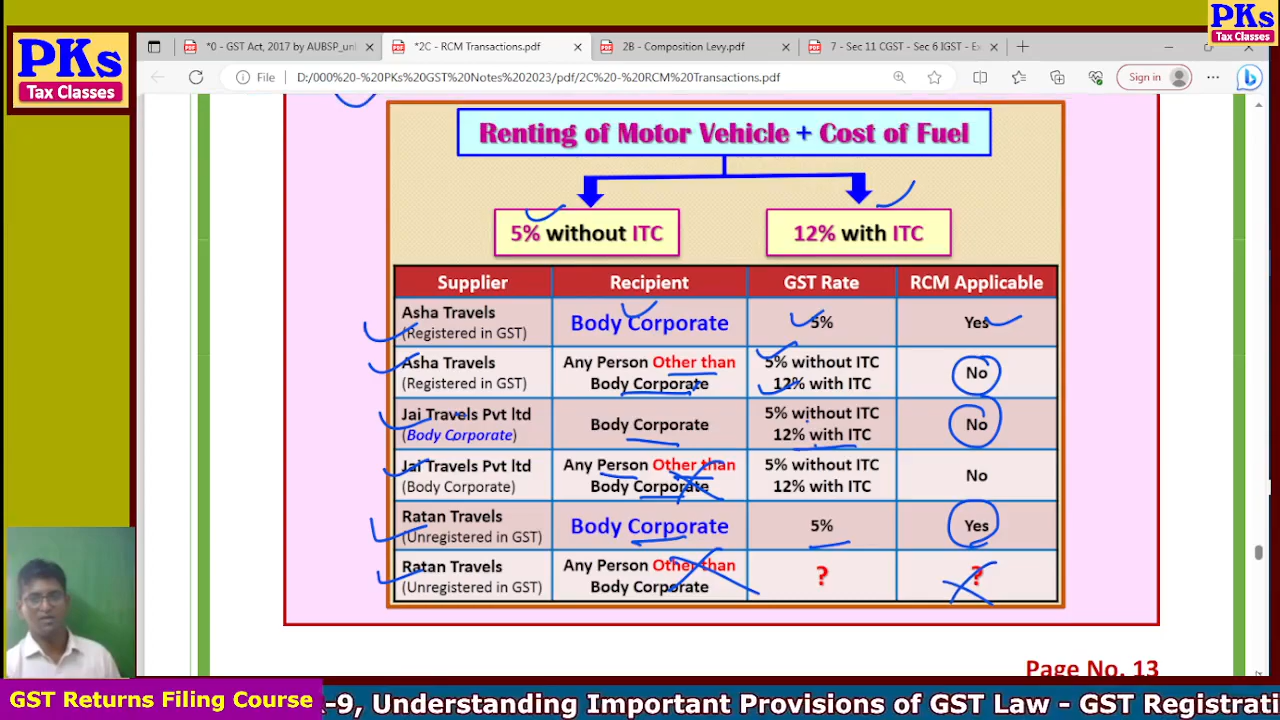 PKs
Tax Classes
PKs
Tax Classes
*0 - GST Act, 2017 by AUBSP_unl
*2C - RCM Transactions.pdf
2B - Composition Levy.pdf
7 - Sec 11 CGST - Sec 6 IGST - E
File
D:/000%20-%20PKs%20GST%20Notes%202023/pdf/2C%20-%20RCM%20Transactions.pdf
Sign in
Renting of Motor Vehicle + Cost of Fuel
5% without ITC
12% with ITC
Supplier Recipient GST Rate RCM Applicable
Asha Travels
(Registered in GST)
Body Corporate
5%
Yes
Asha Travels
(Registered in GST)
Any Person Other than
Body Corporate
5% without ITC
12% with ITC
No
Jai Travels Pvt ltd
(Body Corporate)
Body Corporate
5% without ITC
12% with ITC
No
Jai Travels Pvt ltd
(Body Corporate)
Any Person Other than
Body Corporate
5% without ITC
12% with ITC
No
Ratan Travels
(Unregistered in GST)
Body Corporate
5%
Yes
Ratan Travels
(Unregistered in GST)
Any Person Other than
Body Corporate
?
?
Page No. 13
GST Returns Filing Course
-9, Understanding Important Provisions of GST Law - GST Registrati